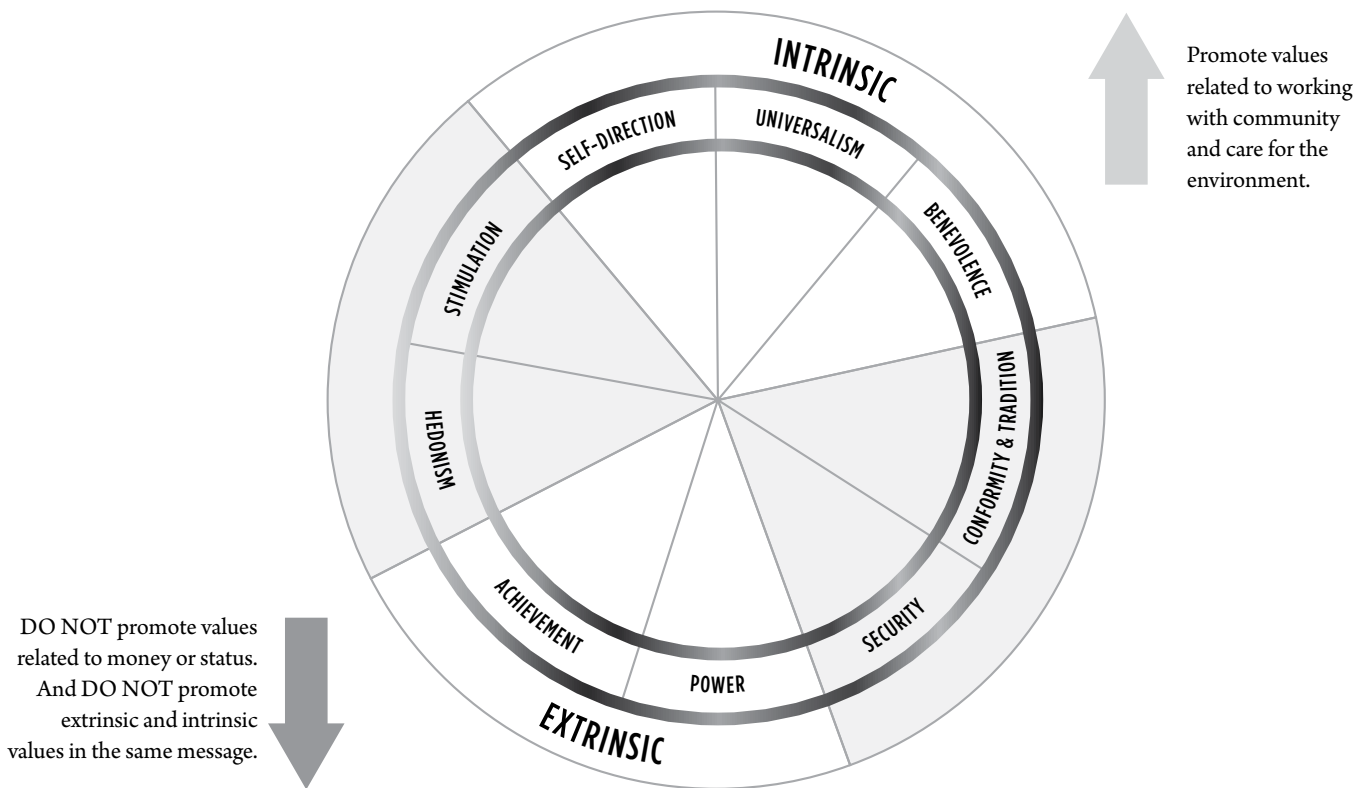 INTRINSIC
Promote values
related to working
with community
and care for the
environment.
SELF-DIRECTION
UNIVERSALISM
BENEVOLENCE
STIMULATION
CONFORMITY & TRADITION
HEDONISM
ACHIEVEMENT
SECURITY
POWER
EXTRINSIC
DO NOT promote values
related to money or status.
And DO NOT promote
extrinsic and intrinsic
values in the same message.